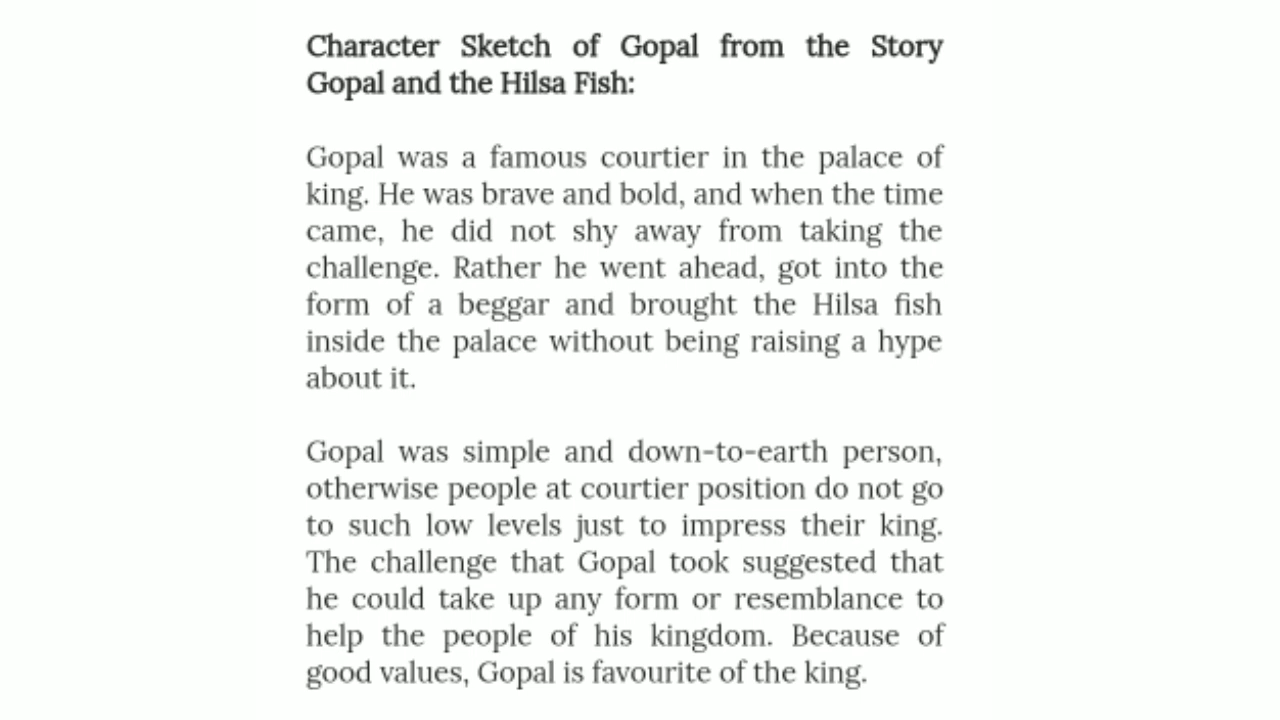 Character Sketch of Gopal from the Story
Gopal and the Hilsa Fish:
Gopal was a famous courtier in the palace of
king. He was brave and bold, and when the time
came, he did not shy away from taking the
challenge. Rather he went ahead, got into the
form of a beggar and brought the Hilsa fish
inside the palace without being raising a hype
about it.
Gopal was simple and down-to-earth person,
otherwise people at courtier position do not go
to such low levels just to impress their king.
The challenge that Gopal took suggested that
he could take up any form or resemblance to
help the people of his kingdom. Because of
good values, Gopal is favourite of the king.